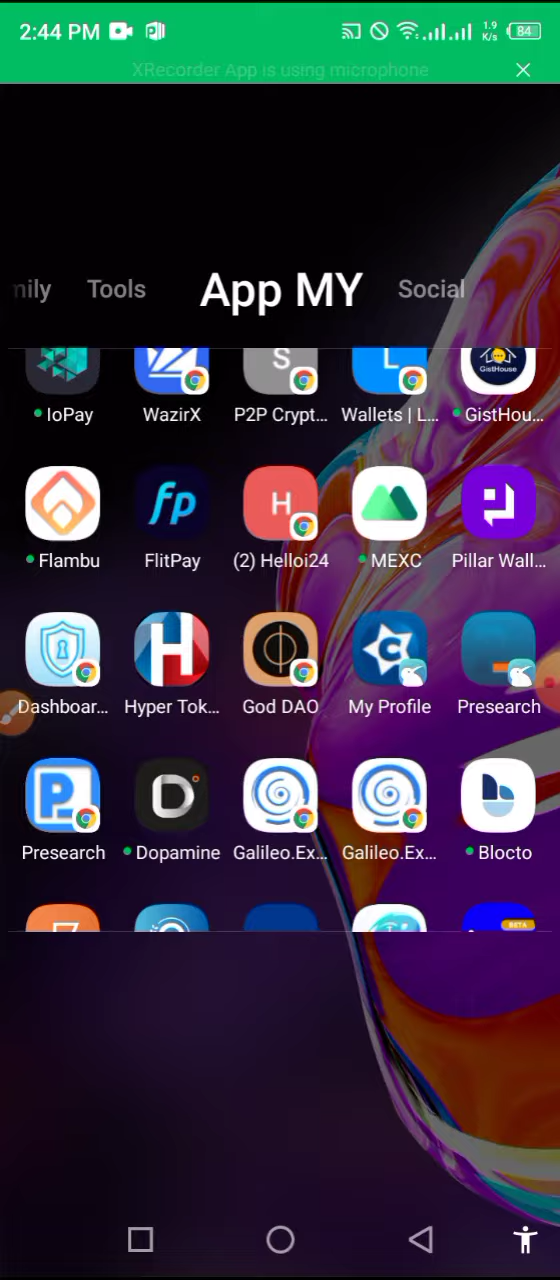 2:44 PM
1.9 K/s
84
XRecorder App is using microphone
Tools
App MY
Social
S
L
GistHouse
IoPay
WazirX
P2P Crypt...
Wallets | L...
GistHou...
fp
H
Flambu
FlitPay
(2) Helloi24
MEXC
Pillar Wall...
H
Dashboar...
Hyper Tok...
God DAO
My Profile
Presearch
P
D
Presearch
Dopamine
Galileo.Ex...
Galileo.Ex...
Blocto
BETA